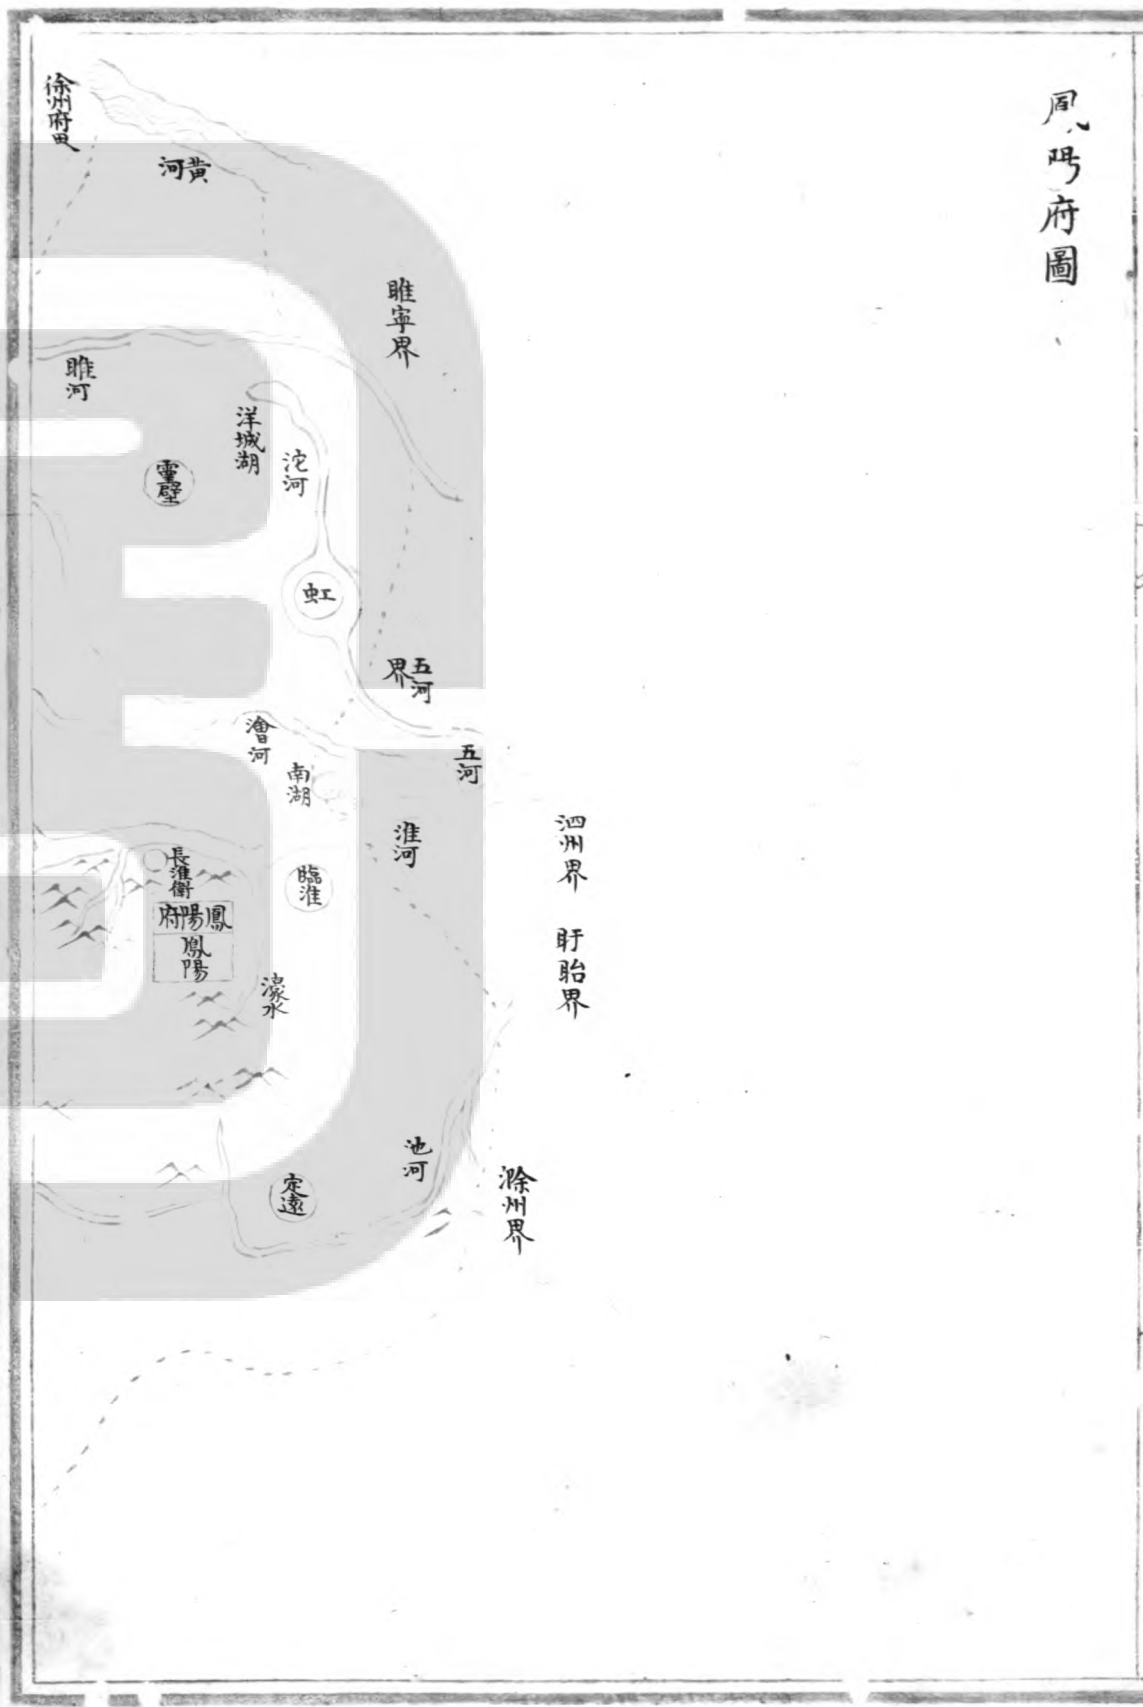 鳳陽府圖
徐州府界
黃河
睢寧界
睢河
洋城湖
沱河
靈壁
虹
五河界
澮河
五河
南湖
淮河
泗州界
盱眙界
長淮衛
臨淮
鳳陽府
鳳陽
濠水
池河
滁州界
定遠